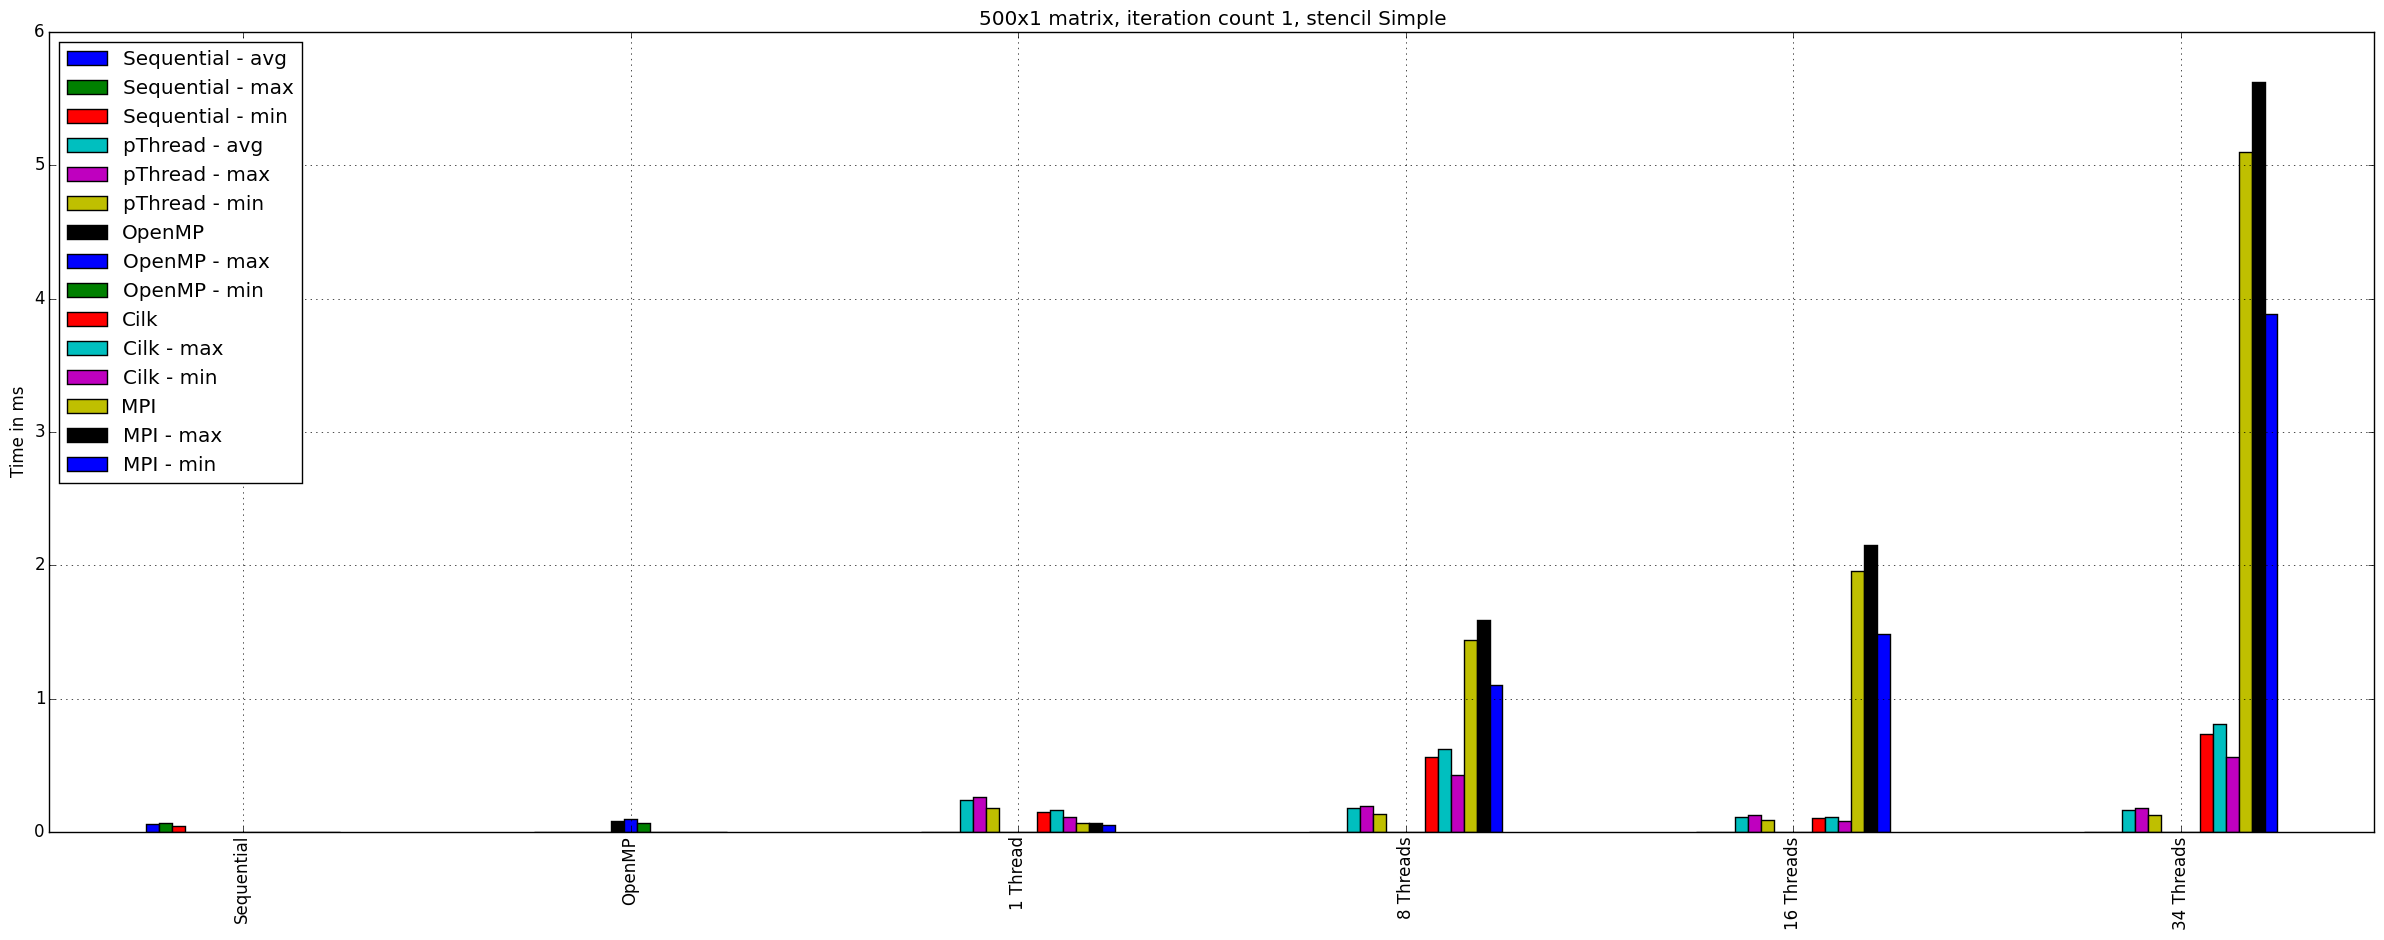 500x1 matrix, iteration count 1, stencil Simple
6
5
4
3
2
1
0
Time in ms
Sequential - avg
Sequential - max
Sequential - min
pThread - avg
pThread - max
pThread - min
OpenMP
OpenMP - max
OpenMP - min
Cilk
Cilk - max
Cilk - min
MPI
MPI - max
MPI - min
Sequential
OpenMP
1 Thread
8 Threads
16 Threads
34 Threads